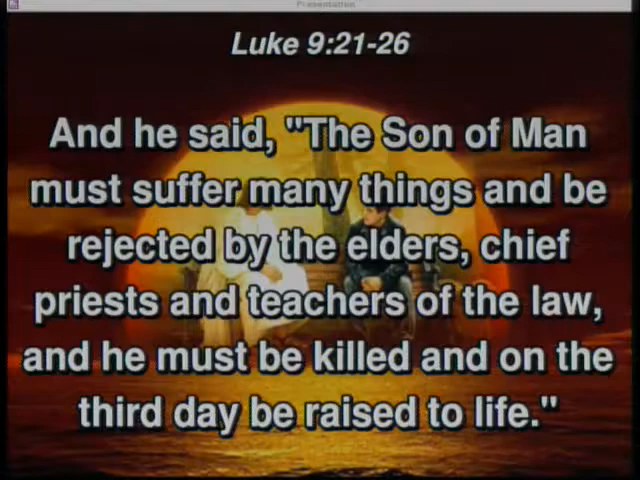 Presentation
Luke 9:21-26
And he said, "The Son of Man
must suffer many things and be
rejected by the elders, chief
priests and teachers of the law,
and he must be killed and on the
third day be raised to life."